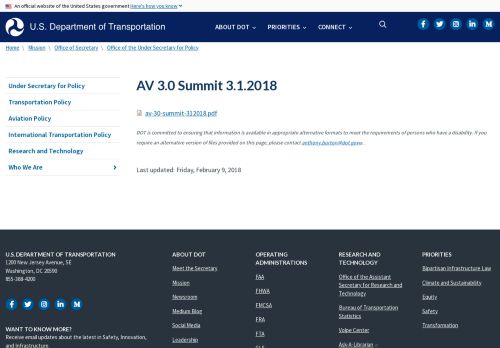 An official website of the United States government Here's how you know
U.S. Department of Transportation
ABOUT DOT
PRIORITIES
CONNECT
Home \ Mission \ Office of Secretary \ Office of the Under Secretary for Policy
Under Secretary for Policy
Transportation Policy
Aviation Policy
International Transportation Policy
Research and Technology
Who We Are
AV 3.0 Summit 3.1.2018
av-30-summit-312018.pdf
DOT is committed to ensuring that information is available in appropriate alternative formats to meet the requirements of persons who have a disability. If you
require an alternative version of files provided on this page, please contact
Last updated: Friday, February 9, 2018
U.S. DEPARTMENT OF TRANSPORTATION
1200 New Jersey Avenue, SE
Washington, DC 20590
855-368-4200
WANT TO KNOW MORE?
Receive email updates about the latest in Safety, Innovation,
and Infrastructure.
ABOUT DOT
Meet the Secretary
Mission
Newsroom
Medium Blog
Social Media
Leadership
OPERATING
ADMINISTRATIONS
FAA
FHWA
FMCSA
FRA
FTA
RESEARCH AND
TECHNOLOGY
Office of the Assistant
Secretary for Research and
Technology
Bureau of Transportation
Statistics
Volpe Center
Ask-A-Librarian
PRIORITIES
Bipartisan Infrastructure Law
Climate and Sustainability
Equity
Safety
Transformation